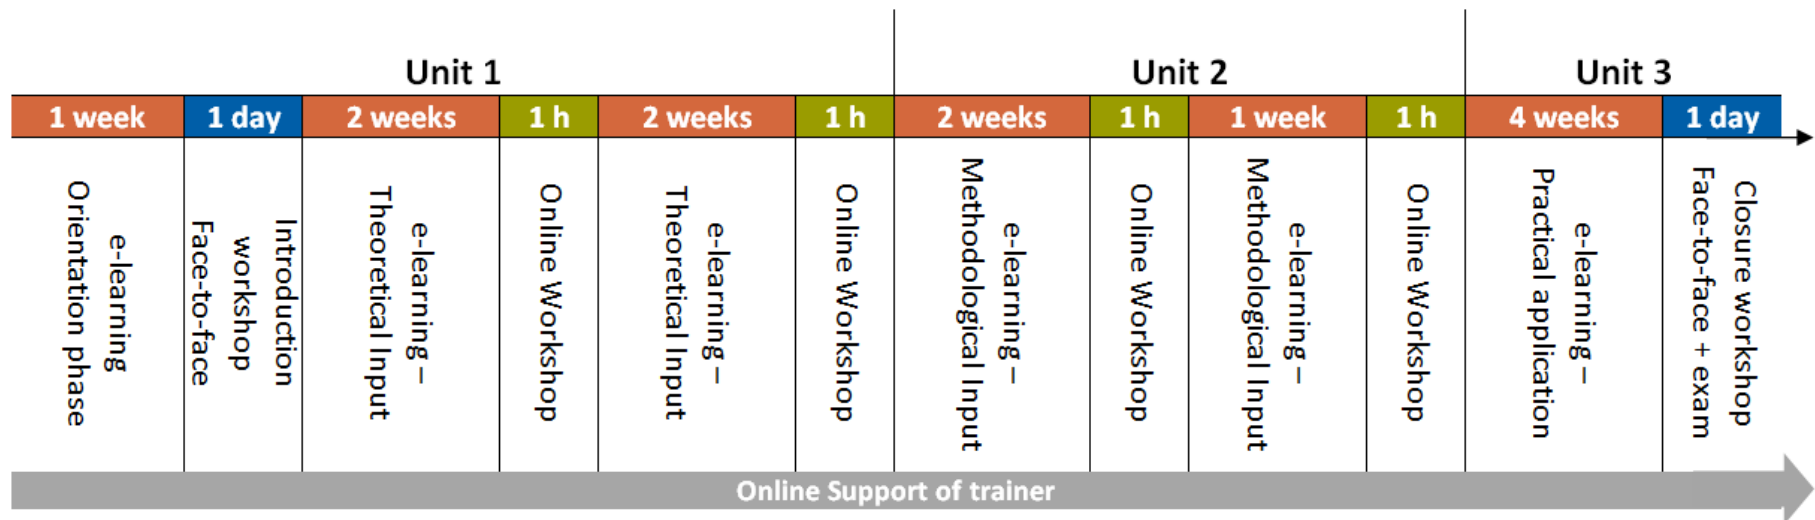 Unit 1
Unit 2
Unit 3
1 week
1 day
2 weeks
1 h
2 weeks
1 h
2 weeks
1 h
1 week
1 h
4 weeks
1 day
e-learning
Orientation phase
Introduction
workshop
Face-to-face
e-learning –
Theoretical Input
Online Workshop
e-learning –
Theoretical Input
Online Workshop
e-learning –
Methodological Input
Online Workshop
e-learning –
Methodological Input
Online Workshop
e-learning –
Practical application
Closure workshop
Face-to-face + exam
Online Support of trainer